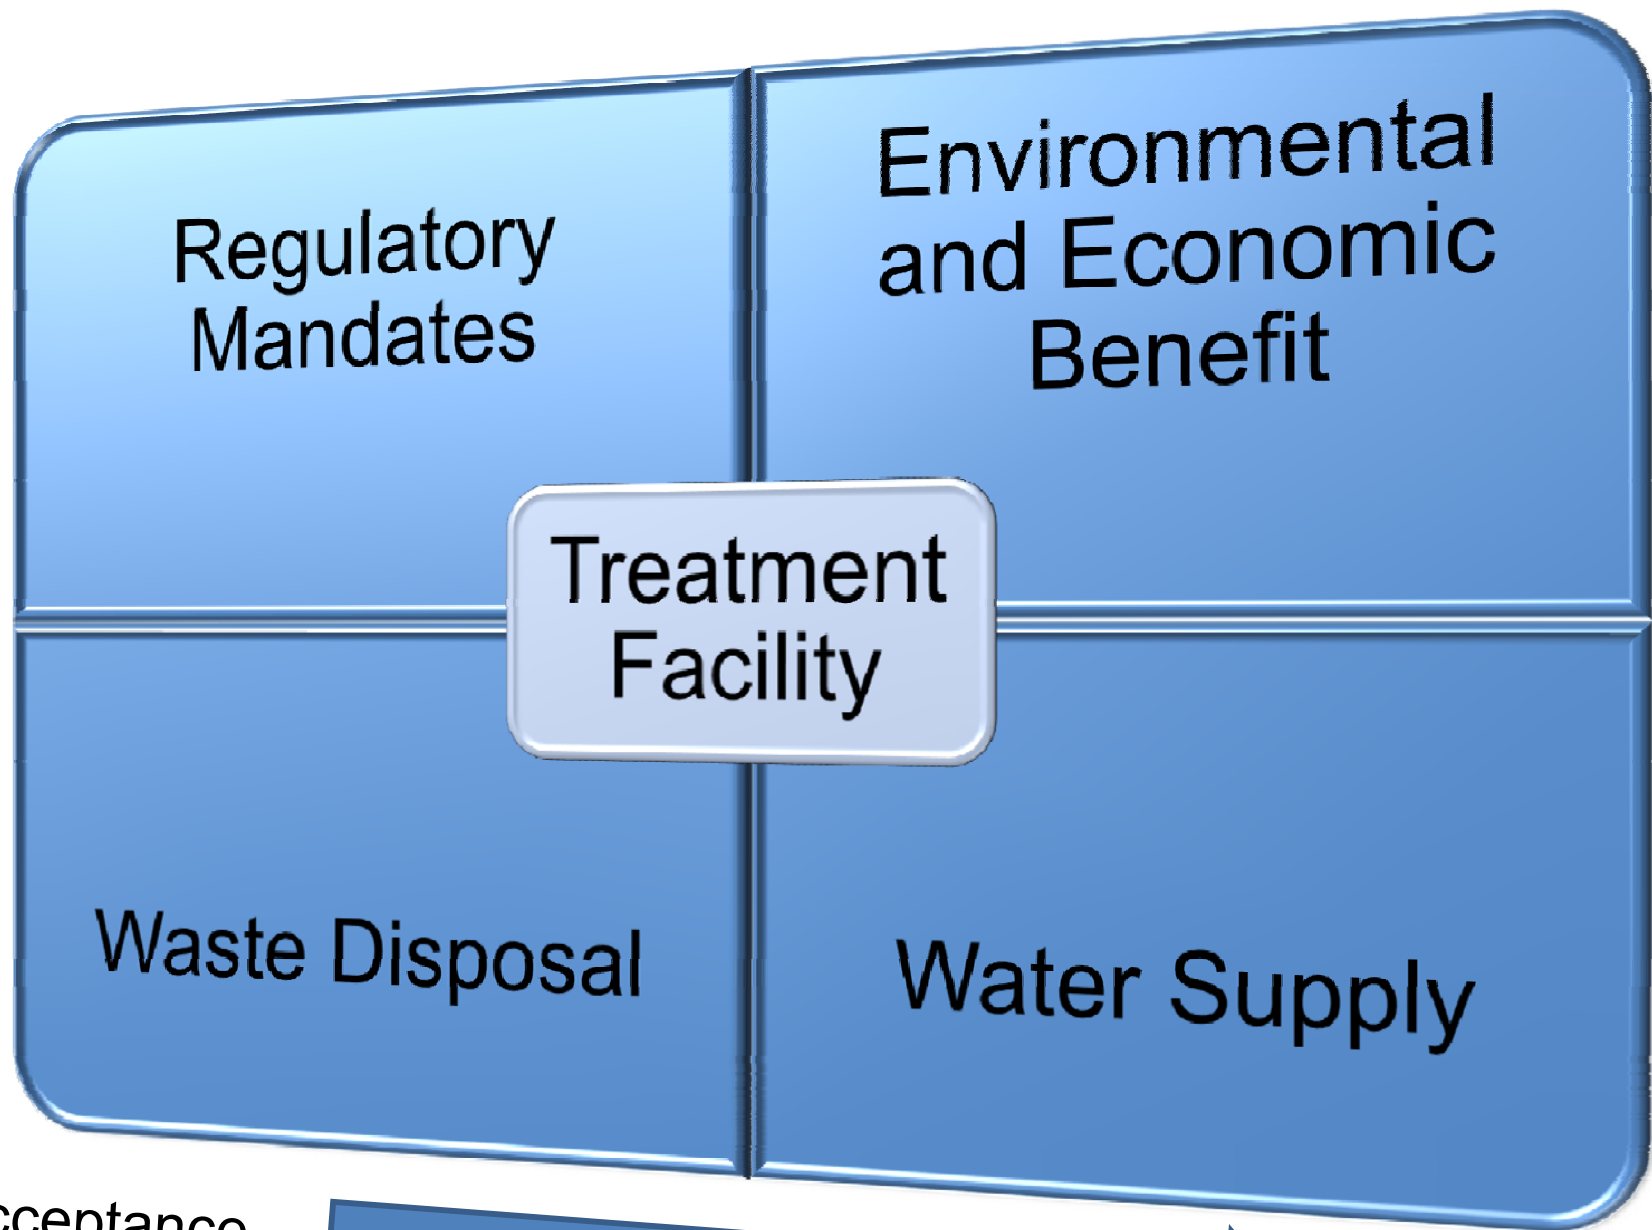 Regulatory
Mandates
Environmental
and Economic
Benefit
Treatment
Facility
Waste Disposal
Water Supply